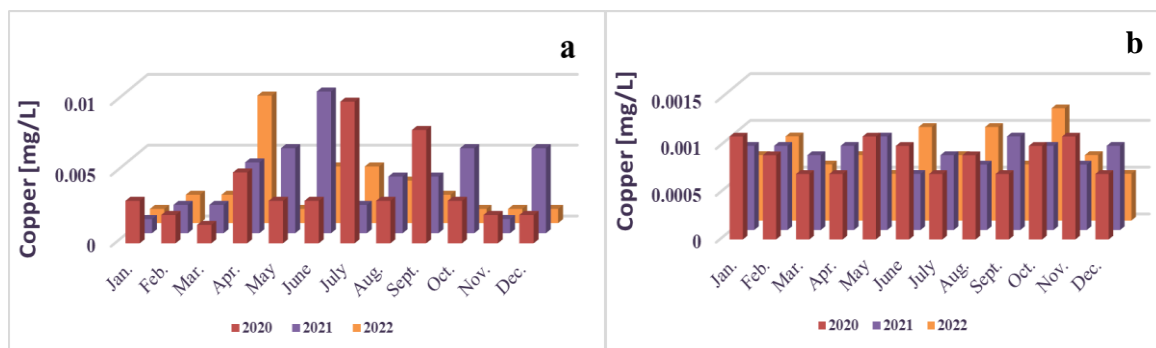 a
Copper [mg/L]
0.01
0.005
0
Jan. Feb. Mar. Apr. May June July Aug. Sept. Oct. Nov. Dec.
2020 2021 2022
b
Copper [mg/L]
0.0015
0.001
0.0005
0
Jan. Feb. Mar. Apr. May June July Aug. Sept. Oct. Nov. Dec.
2020 2021 2022